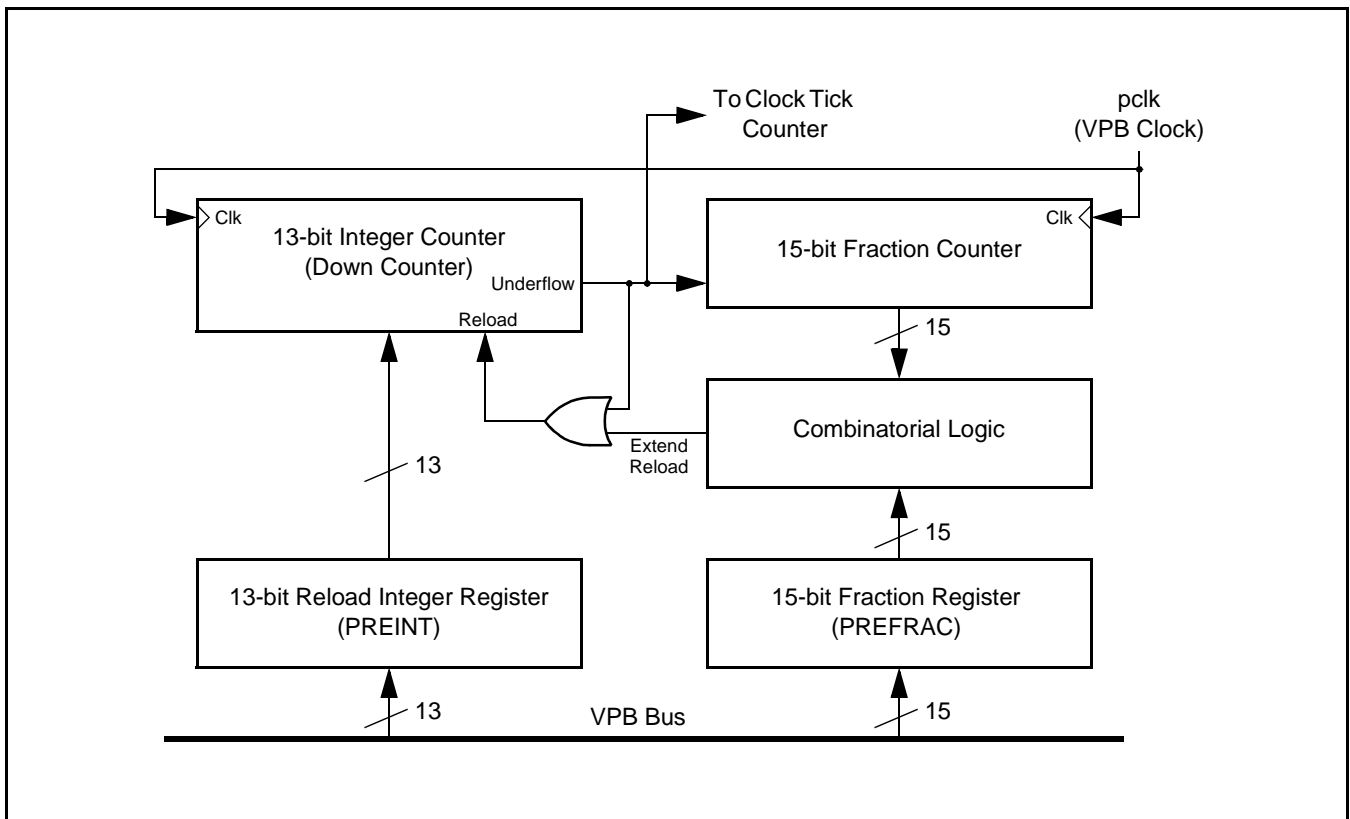 To Clock Tick
Counter
pclk
(VPB Clock)
Clk
13-bit Integer Counter
(Down Counter)
Underflow
Reload
Clk
15-bit Fraction Counter
15
Combinatorial Logic
Extend
Reload
13
15
13-bit Reload Integer Register
(PREINT)
15-bit Fraction Register
(PREFRAC)
13
VPB Bus
15